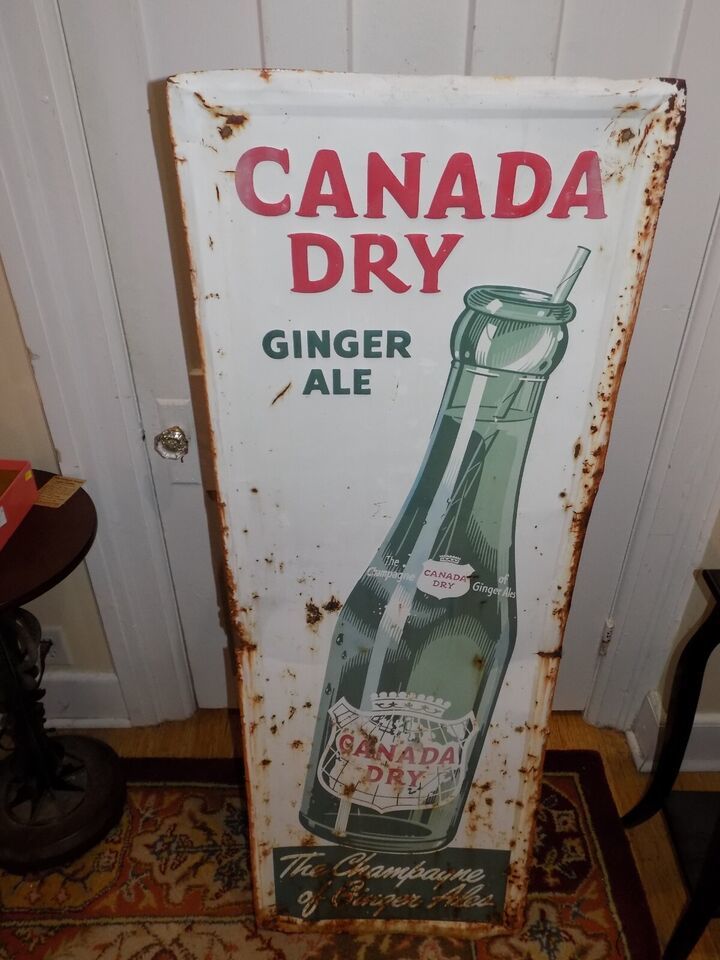 CANADA
DRY
GINGER
ALE
The
Champagne
CANADA
DRY
of
Ginger Ales
CANADA
DRY
The Champagne
of Ginger Ales